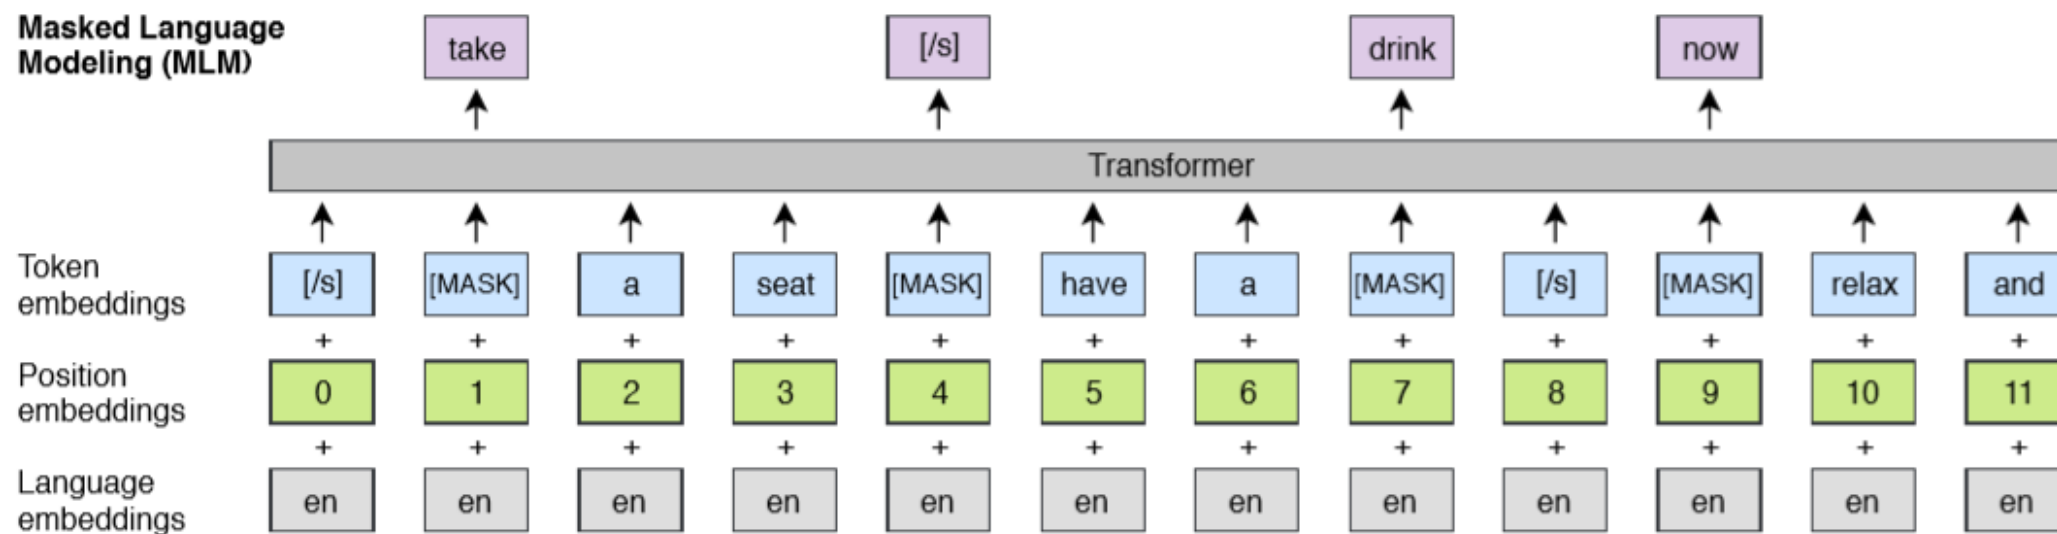 Masked Language
Modeling (MLM)
take [/s] drink now
Transformer
Token
embeddings
[/s] [MASK] a seat [MASK] have a [MASK] [/s] [MASK] relax and
+ + + + + + + + + + + +
Position
embeddings
0 1 2 3 4 5 6 7 8 9 10 11
+ + + + + + + + + + + +
Language
embeddings
en en en en en en en en en en en en